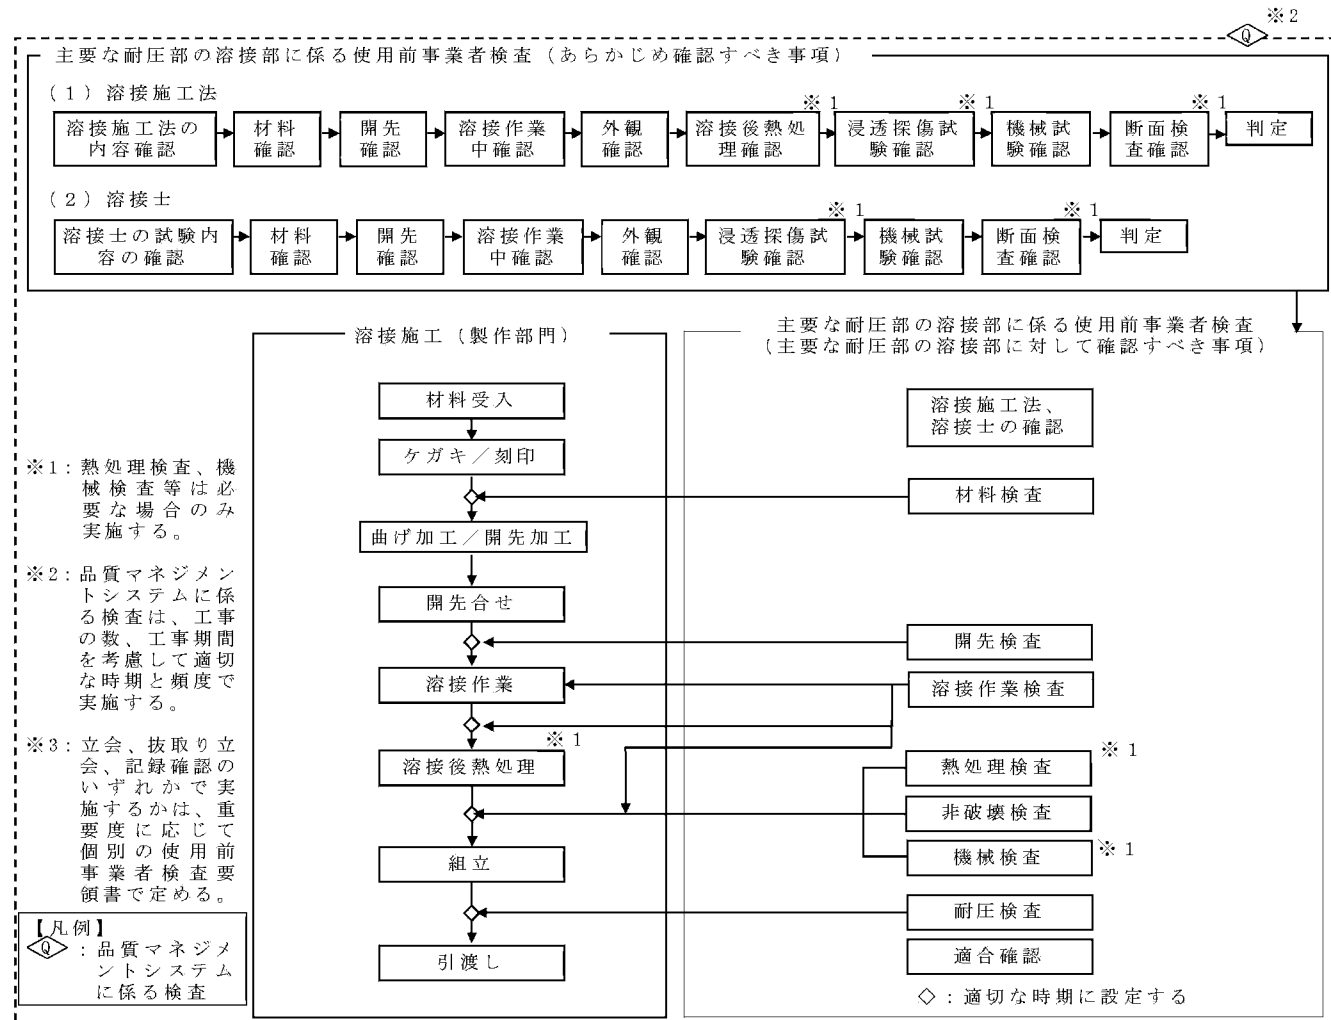 ※2
Q
主要な耐圧部の溶接部に係る使用前事業者検査（あらかじめ確認すべき事項）
（1）溶接施工法
溶接施工法の
内容確認
材料
確認
開先
確認
溶接作業
中確認
外観
確認
※1
溶接後熱処
理確認
※1
浸透探傷試
験確認
機械試
験確認
※1
断面検
査確認
判定
（2）溶接士
溶接士の試験内
容の確認
材料
確認
開先
確認
溶接作業
中確認
外観
確認
※1
浸透探傷試
験確認
機械試
験確認
※1
断面検
査確認
判定
溶接施工（製作部門）
材料受入
ケガキ／刻印
曲げ加工／開先加工
開先合せ
溶接作業
※1
溶接後熱処理
組立
引渡し
主要な耐圧部の溶接部に係る使用前事業者検査
（主要な耐圧部の溶接部に対して確認すべき事項）
溶接施工法、
溶接士の確認
材料検査
開先検査
溶接作業検査
熱処理検査
※1
非破壊検査
機械検査
※1
耐圧検査
適合確認
◇：適切な時期に設定する
※1：熱処理検査、機
械検査等は必
要な場合のみ
実施する。
※2：品質マネジメン
トシステムに係
る検査は、工事
の数、工事期間
を考慮して適切
な時期と頻度で
実施する。
※3：立会、抜取り立
会、記録確認の
いずれかで実
施するかは、重
要度に応じて
個別の使用前
事業者検査要
領書で定める。
【凡例】
Q：品質マネジメ
ントシステム
に係る検査